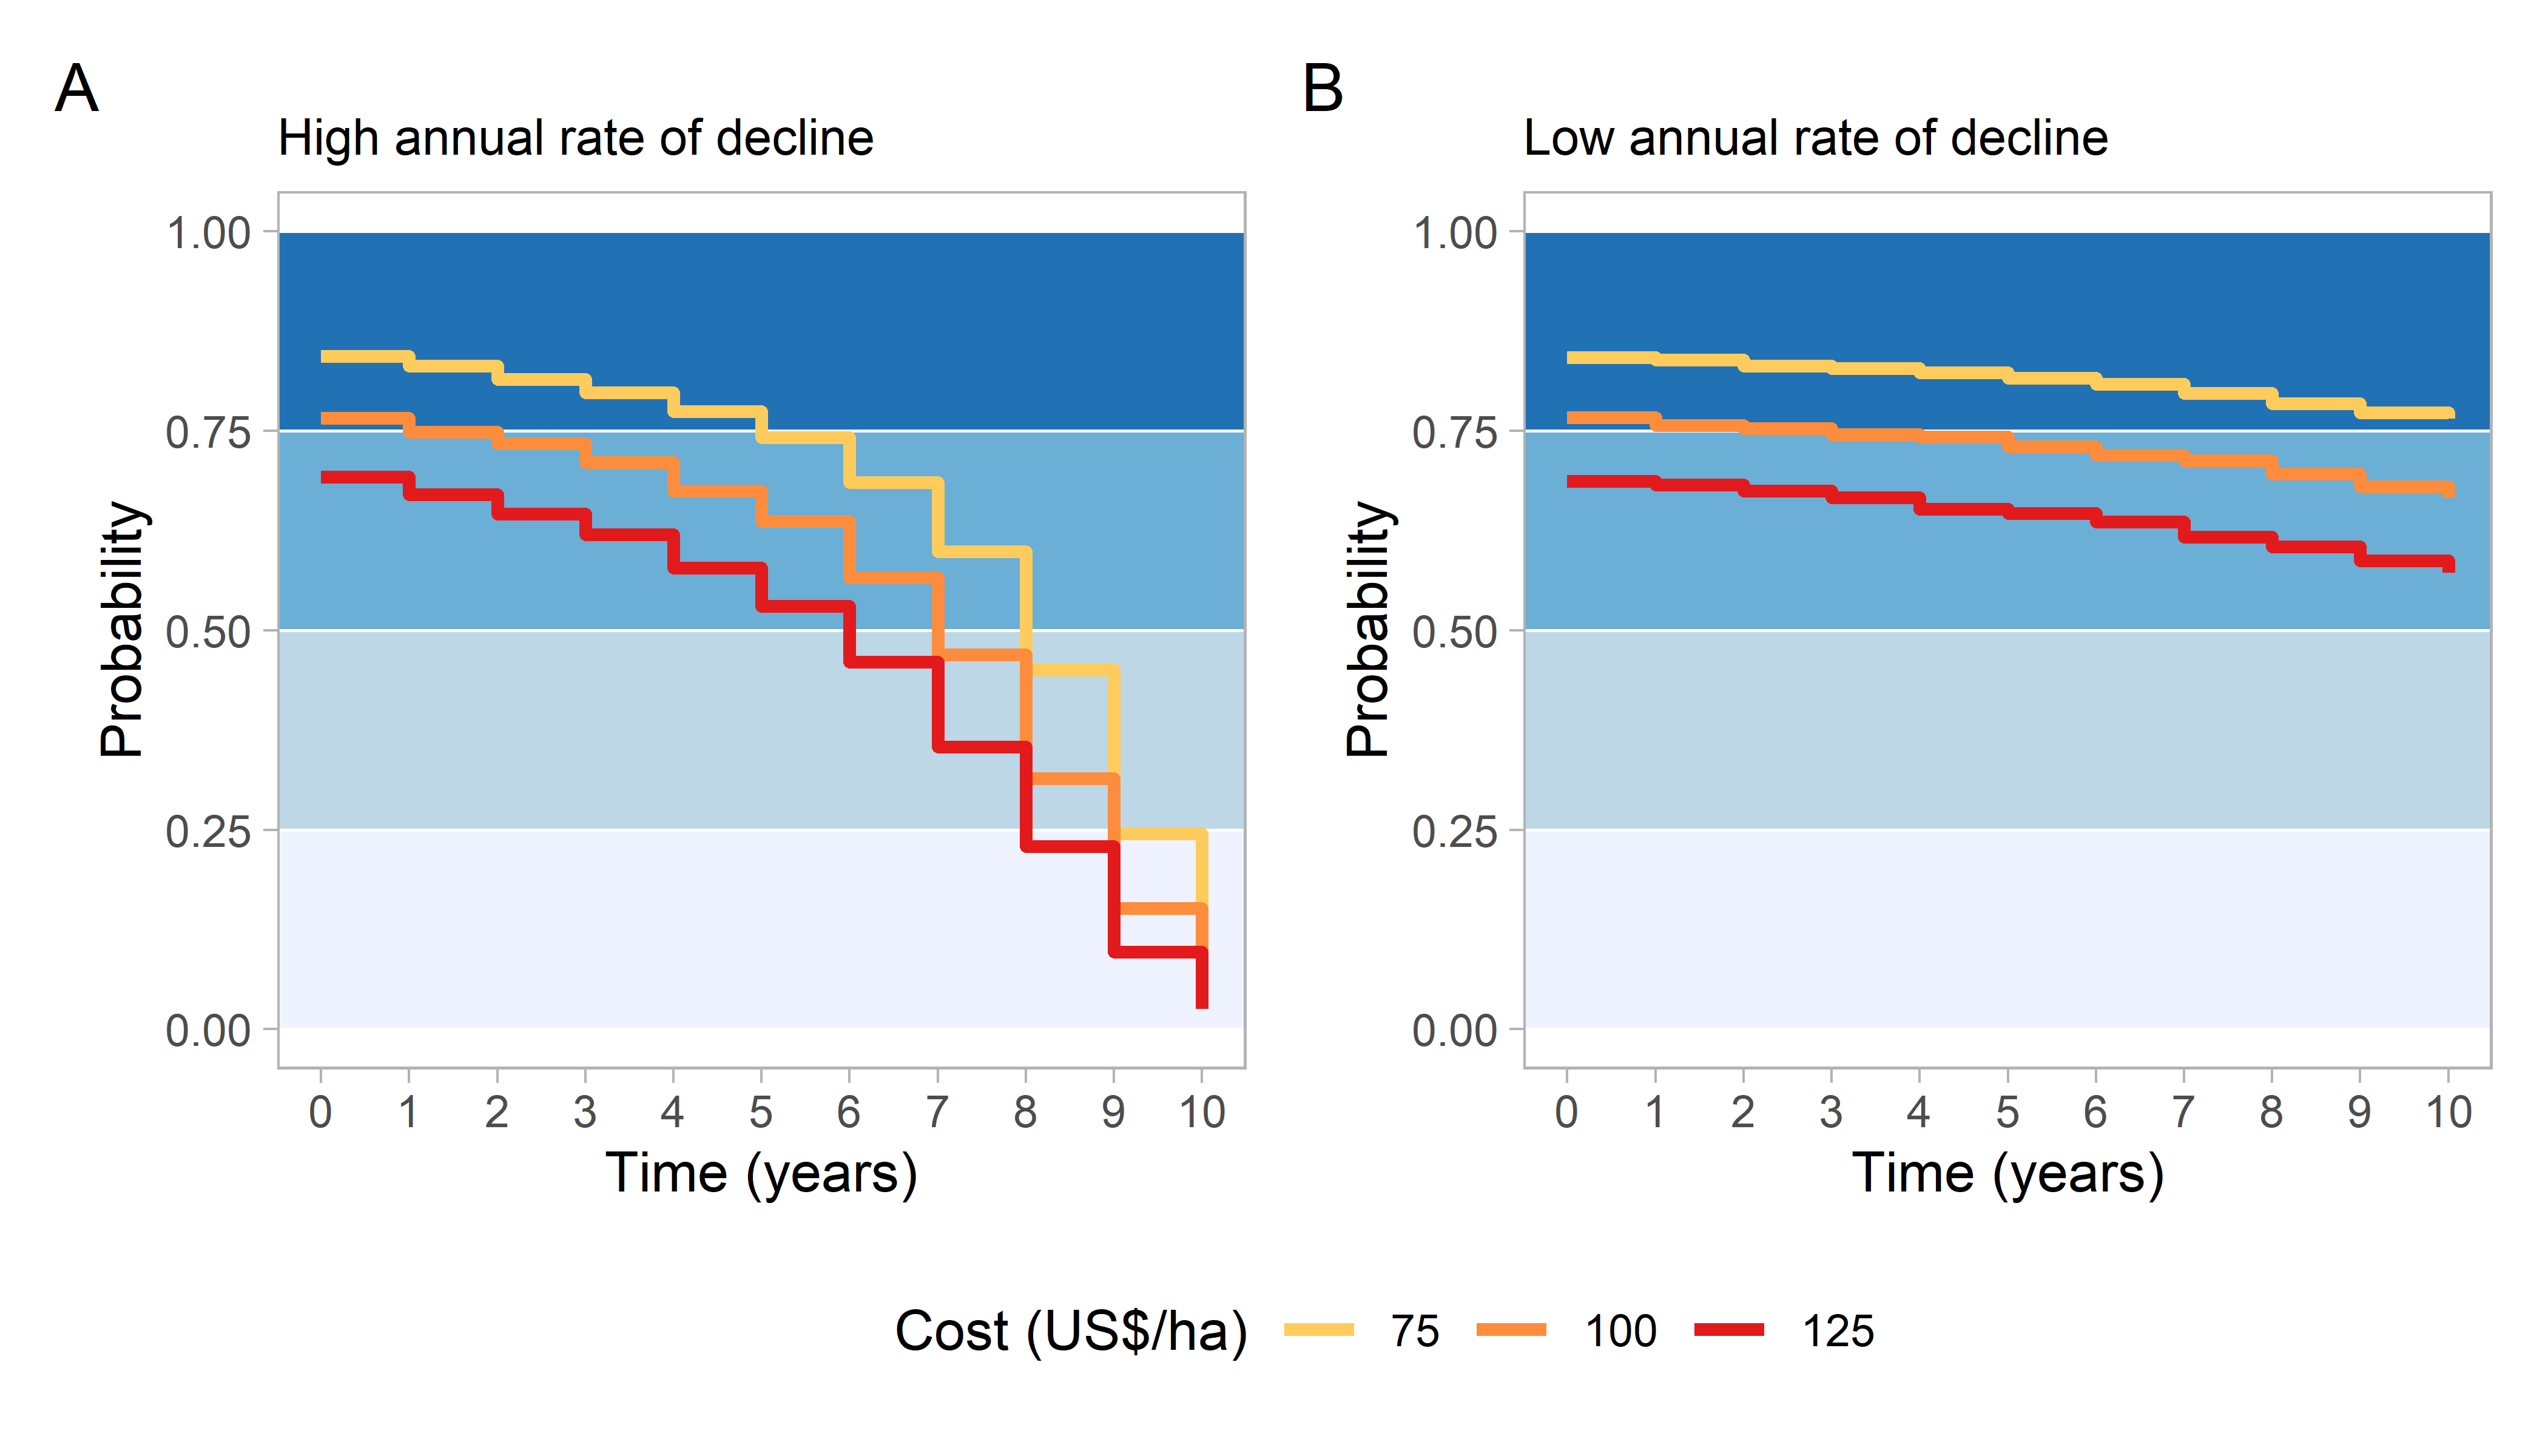 A
High annual rate of decline
1.00
0.75
0.50
0.25
0.00
Probability
0 1 2 3 4 5 6 7 8 9 10
Time (years)
B
Low annual rate of decline
1.00
0.75
0.50
0.25
0.00
Probability
0 1 2 3 4 5 6 7 8 9 10
Time (years)
Cost (US$/ha) 75 100 125